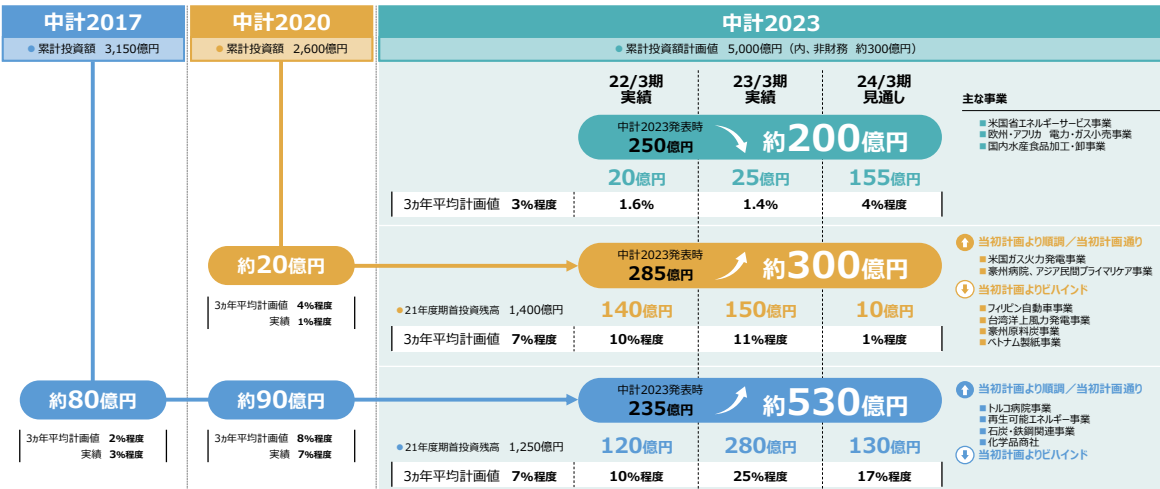 中計2017
●累計投資額 3,150億円
中計2020
●累計投資額 2,600億円
中計2023
●累計投資額計画値 5,000億円（内、非財務 約300億円）
22/3期
実績
23/3期
実績
24/3期
見通し
主な事業
中計2023発表時
250億円
約200億円
■米国省エネルギーサービス事業
■欧州・アフリカ 電力・ガス小売事業
■国内水産食品加工・卸事業
20億円 25億円 155億円
3ヵ年平均計画値 3%程度 1.6% 1.4% 4%程度
約20億円
3ヵ年平均計画値 4%程度
実績 1%程度
中計2023発表時
285億円
約300億円
●21年度期首投資残高 1,400億円 140億円 150億円 10億円
3ヵ年平均計画値 7%程度 10%程度 11%程度 1%程度
当初計画より順調／当初計画通り
■米国ガス火力発電事業
■豪州病院、アジア民間プライマリケア事業
当初計画よりビハインド
■フィリピン自動車事業
■台湾洋上風力発電事業
■豪州原料炭事業
■ベトナム製紙事業
約80億円
3ヵ年平均計画値 2%程度
実績 3%程度
約90億円
3ヵ年平均計画値 8%程度
実績 7%程度
中計2023発表時
235億円
約530億円
●21年度期首投資残高 1,250億円 120億円 280億円 130億円
3ヵ年平均計画値 7%程度 10%程度 25%程度 17%程度
当初計画より順調／当初計画通り
■トルコ病院事業
■再生可能エネルギー事業
■石炭・鉄鋼関連事業
■化学品商社
当初計画よりビハインド